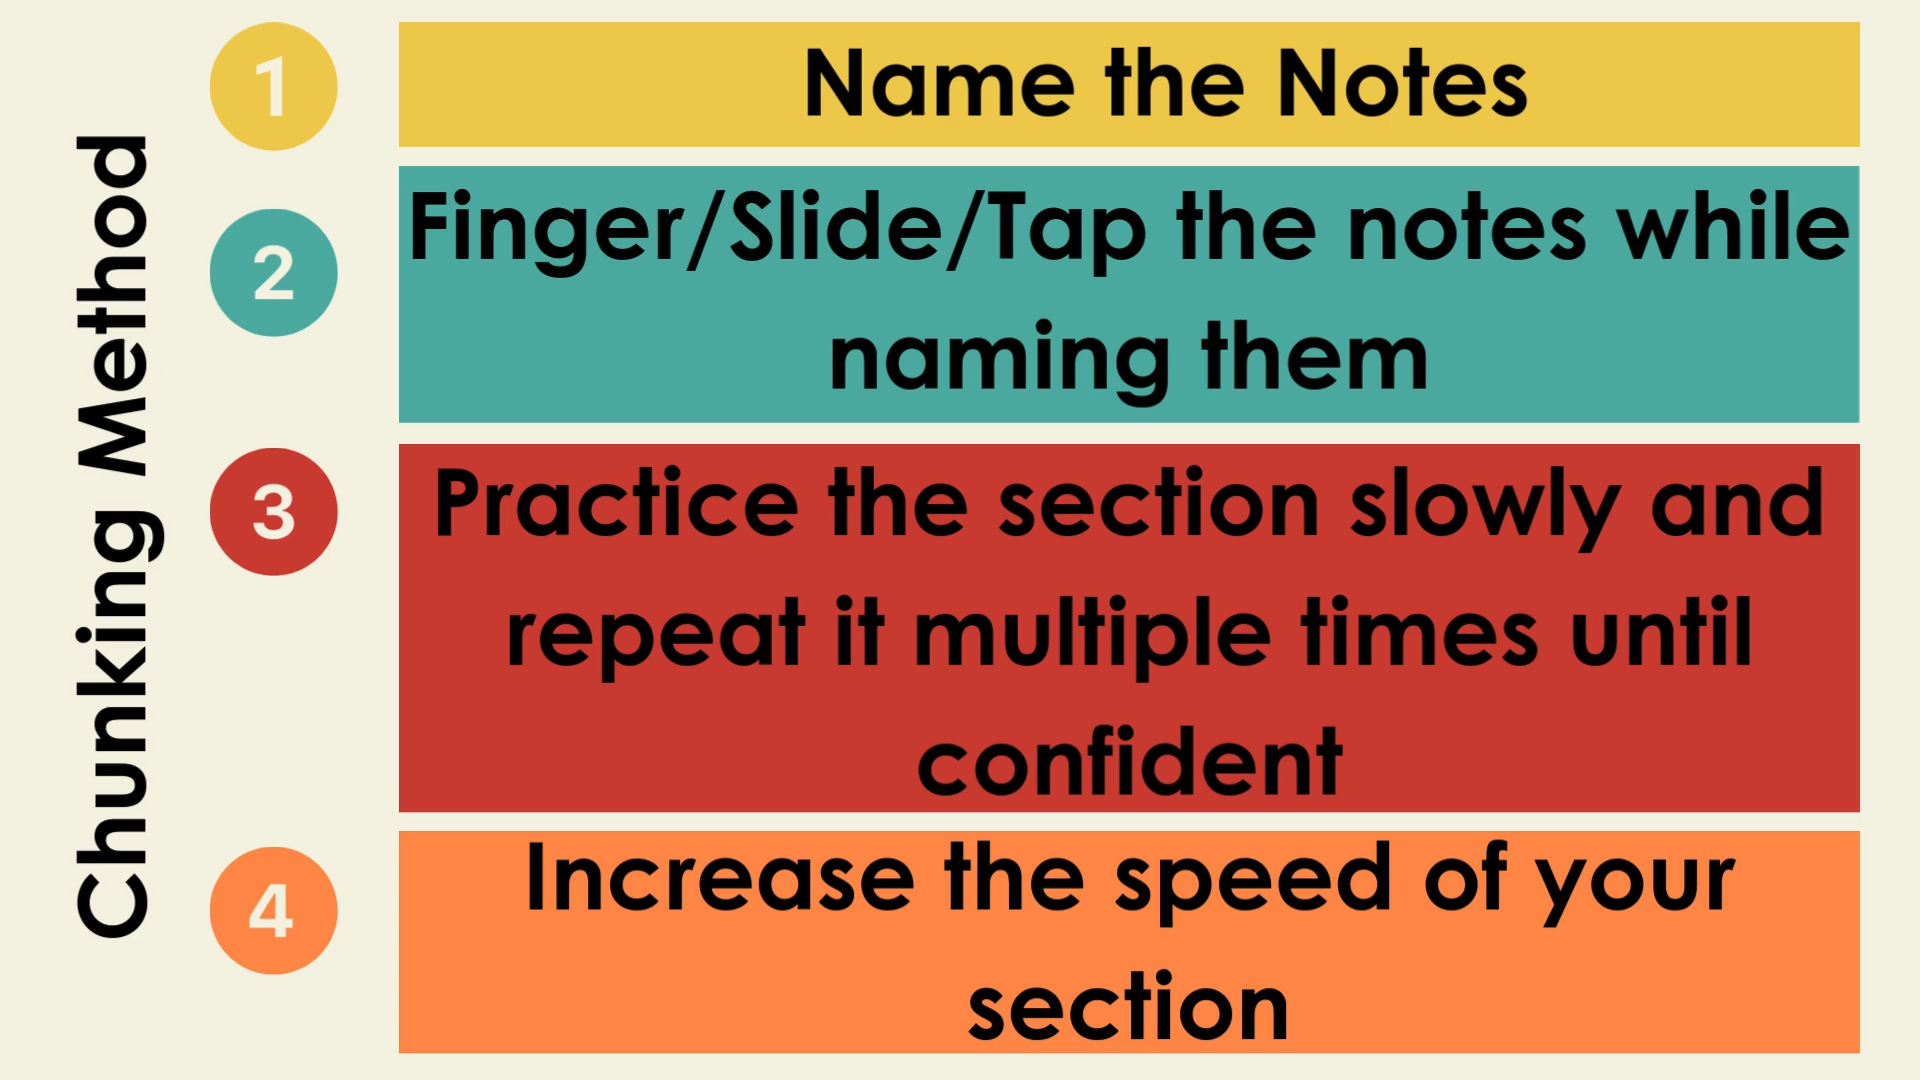 Chunking Method
1
Name the Notes
2
Finger/Slide/Tap the notes while
naming them
3
Practice the section slowly and
repeat it multiple times until
confident
4
Increase the speed of your
section